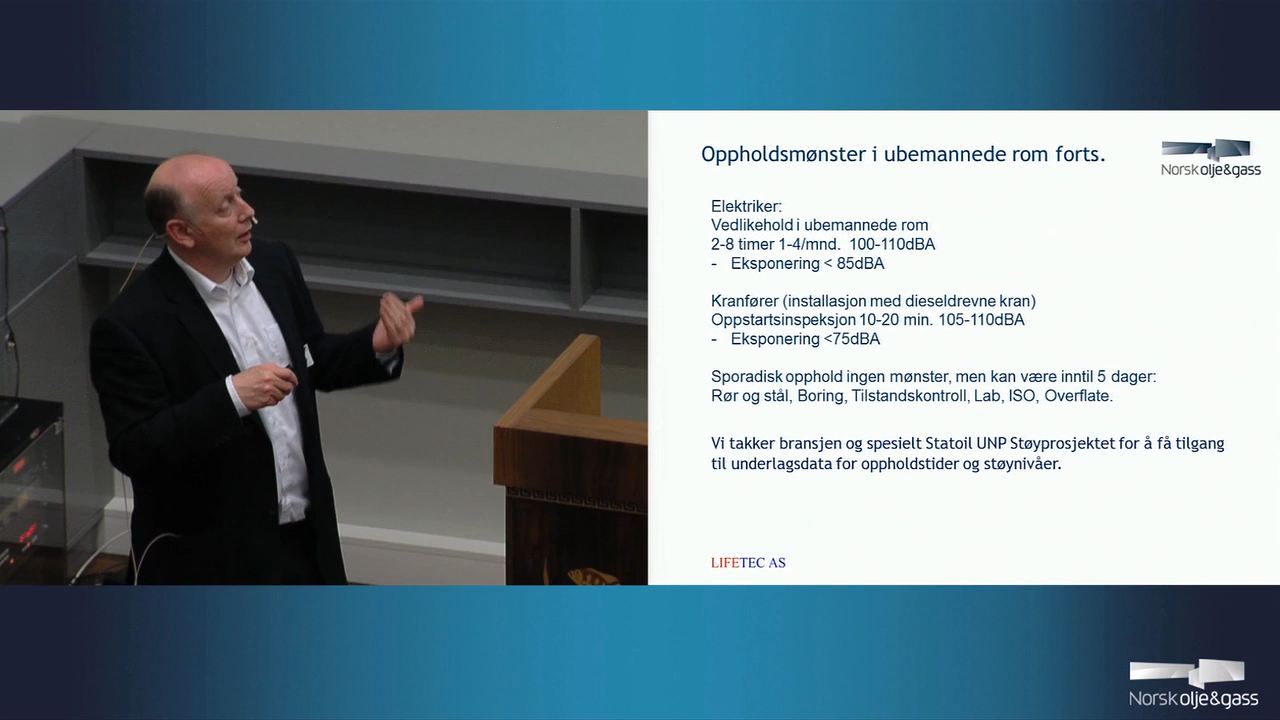 Oppholdsmønster i ubemannede rom forts.
Norsk olje&gass
Elektriker:
Vedlikehold i ubemannede rom
2-8 timer 1-4/mnd. 100-110dBA
- Eksponering < 85dBA
Kranfører (installasjon med dieseldrevne kran)
Oppstartsinspeksjon 10-20 min. 105-110dBA
- Eksponering <75dBA
Sporadisk opphold ingen mønster, men kan være inntil 5 dager:
Rør og stål, Boring, Tilstandskontroll, Lab, ISO, Overflate.
Vi takker bransjen og spesielt Statoil UNP Støyprosjektet for å få tilgang
til underlagsdata for oppholdstider og støynivåer.
LIFETEC AS
Norsk olje&gass